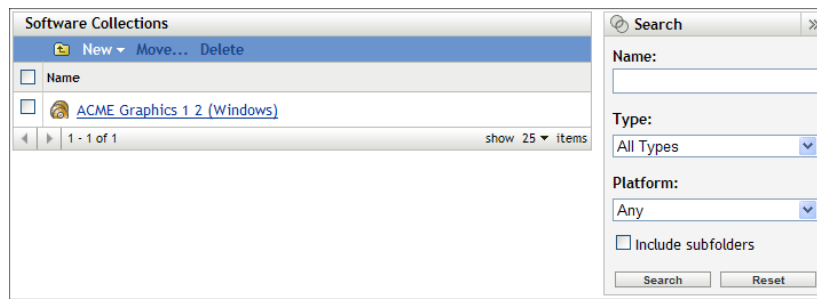 Software Collections
New Move... Delete
Name
ACME Graphics 1 2 (Windows)
1 - 1 of 1 show 25 items
Search
Name:
Type:
All Types
Platform:
Any
Include subfolders
Search Reset